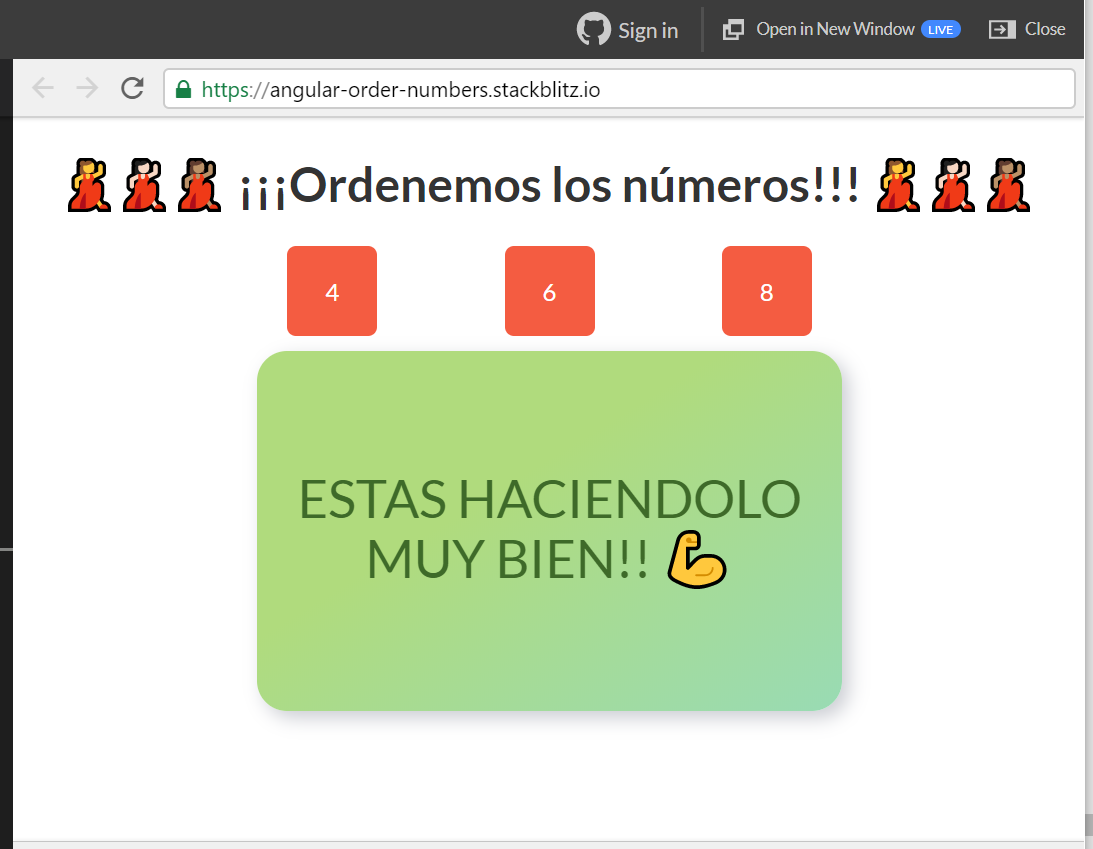 Sign in Open in New Window LIVE Close
https://angular-order-numbers.stackblitz.io
💃💃🏻💃🏽 ¡¡¡Ordenemos los números!!! 💃💃🏻💃🏽
4 6 8
ESTAS HACIENDOLO
MUY BIEN!! 💪